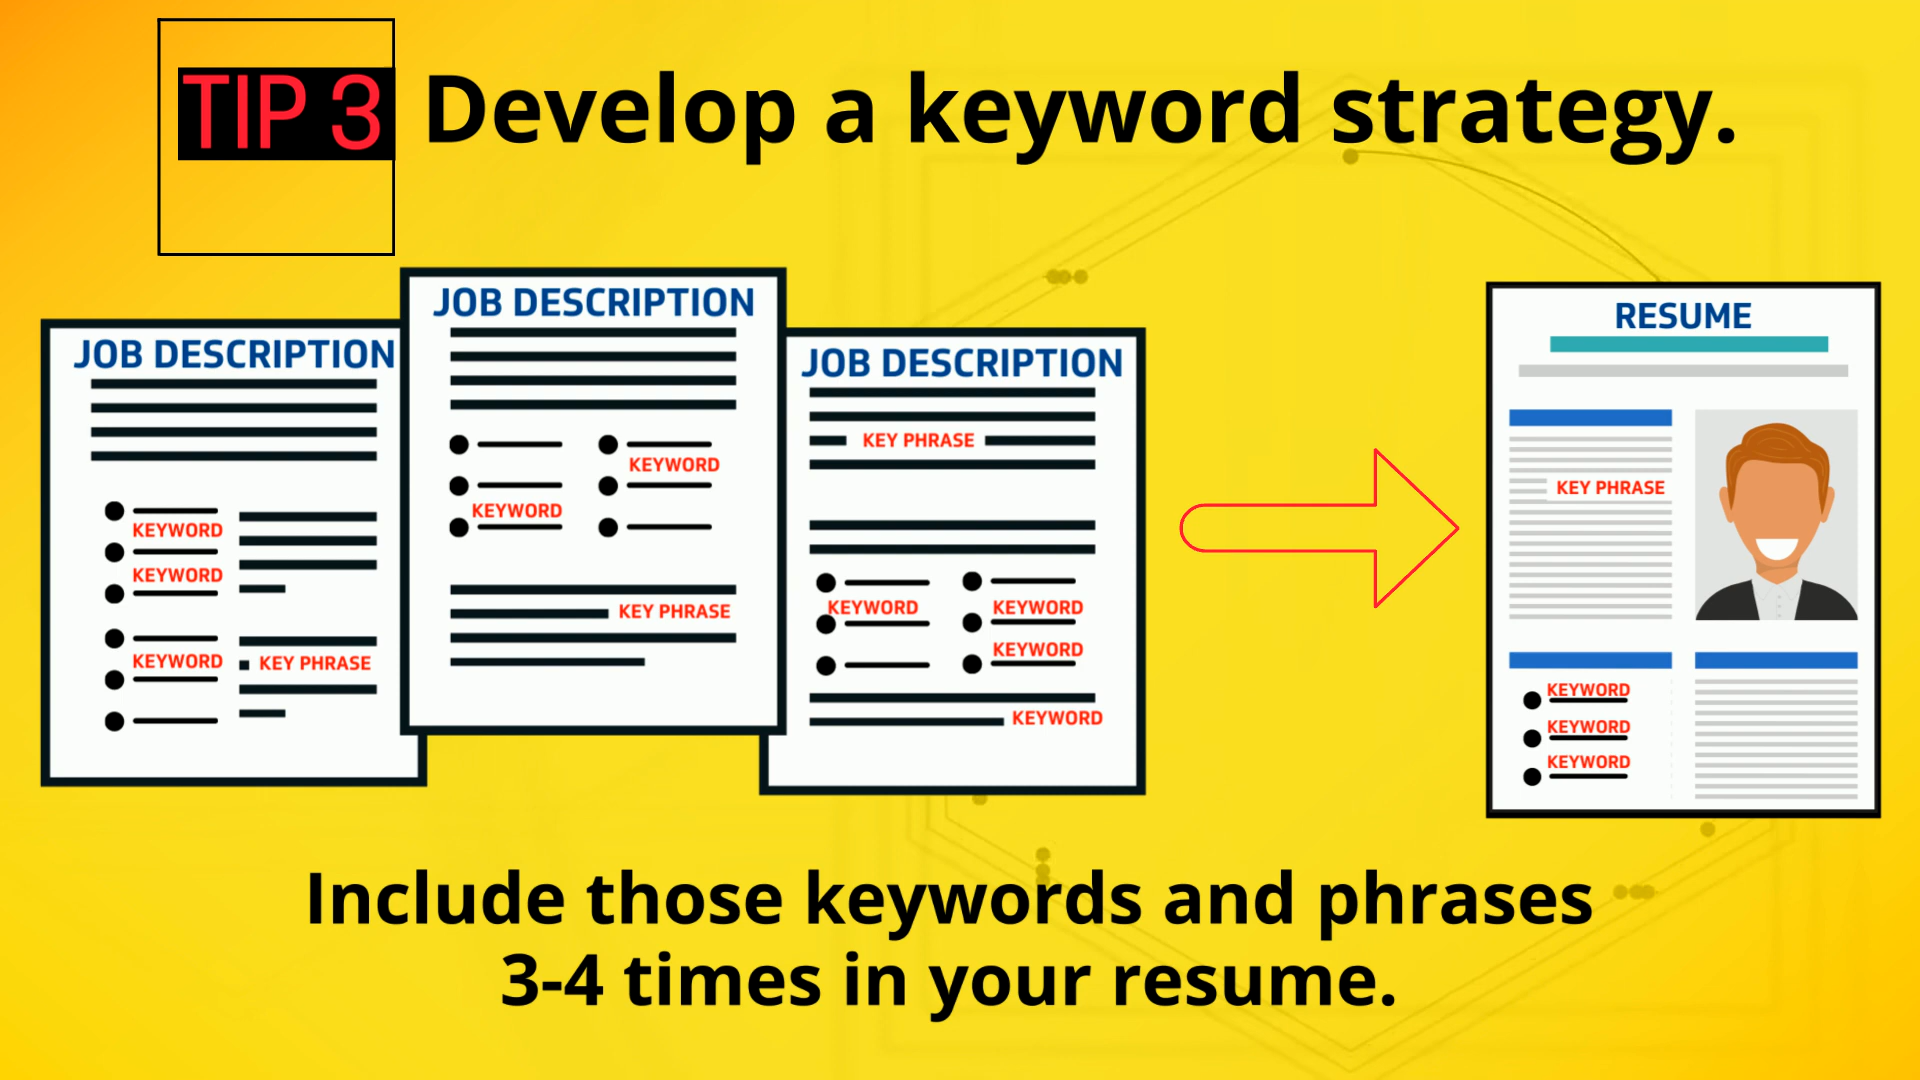 TIP 3 Develop a keyword strategy.
JOB DESCRIPTION
KEYWORD
KEYWORD
KEYWORD
KEY PHRASE
JOB DESCRIPTION
KEYWORD
KEYWORD
KEY PHRASE
JOB DESCRIPTION
KEY PHRASE
KEYWORD KEYWORD
KEYWORD
KEYWORD
RESUME
KEY PHRASE
KEYWORD
KEYWORD
KEYWORD
Include those keywords and phrases
3-4 times in your resume.